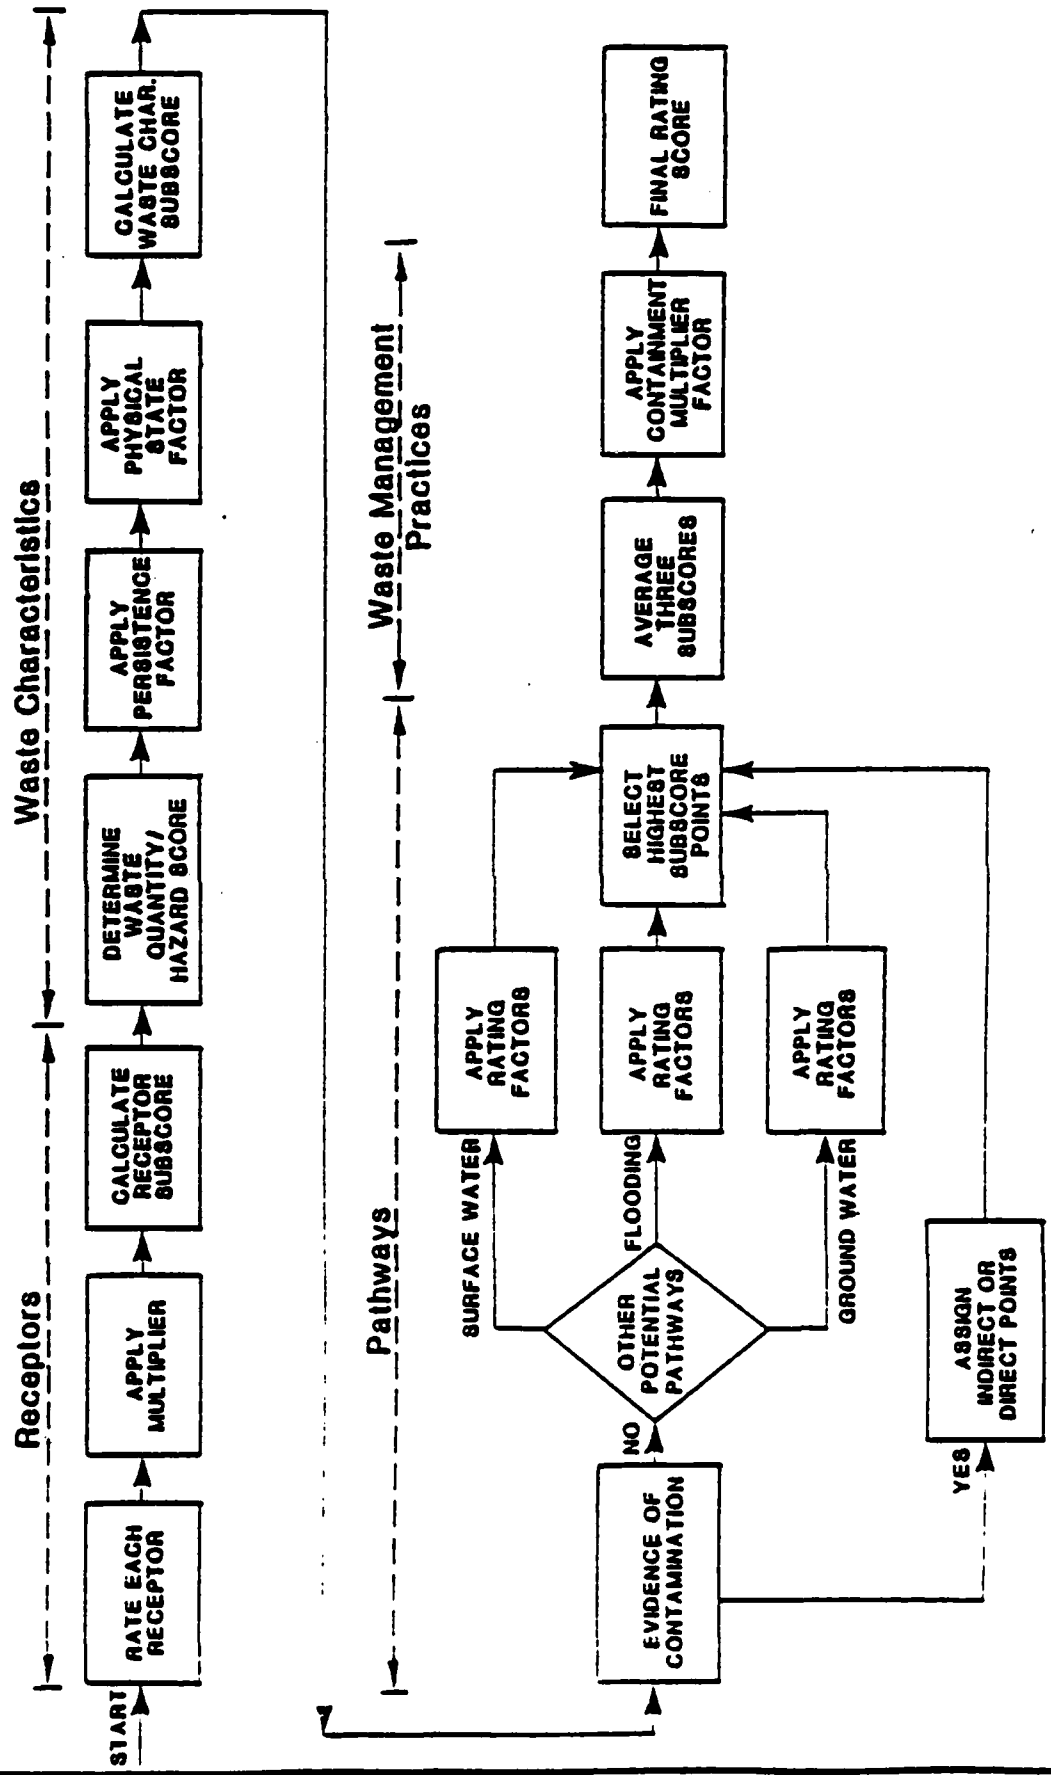 Receptors
Waste Characteristics
START
RATE EACH
RECEPTOR
APPLY
MULTIPLIER
CALCULATE
RECEPTOR
SUBSCORE
DETERMINE
WASTE
QUANTITY/
HAZARD SCORE
APPLY
PERSISTENCE
FACTOR
APPLY
PHYSICAL
STATE
FACTOR
CALCULATE
WASTE CHAR.
SUBSCORE
Pathways
Waste Management
Practices
EVIDENCE OF
CONTAMINATION
NO
YES
OTHER
POTENTIAL
PATHWAYS
SURFACE WATER
FLOODING
GROUND WATER
APPLY
RATING
FACTORS
APPLY
RATING
FACTORS
APPLY
RATING
FACTORS
ASSIGN
INDIRECT OR
DIRECT POINTS
SELECT
HIGHEST
SUBSCORE
POINTS
AVERAGE
THREE
SUBSCORES
APPLY
CONTAINMENT
MULTIPLIER
FACTOR
FINAL RATING
SCORE